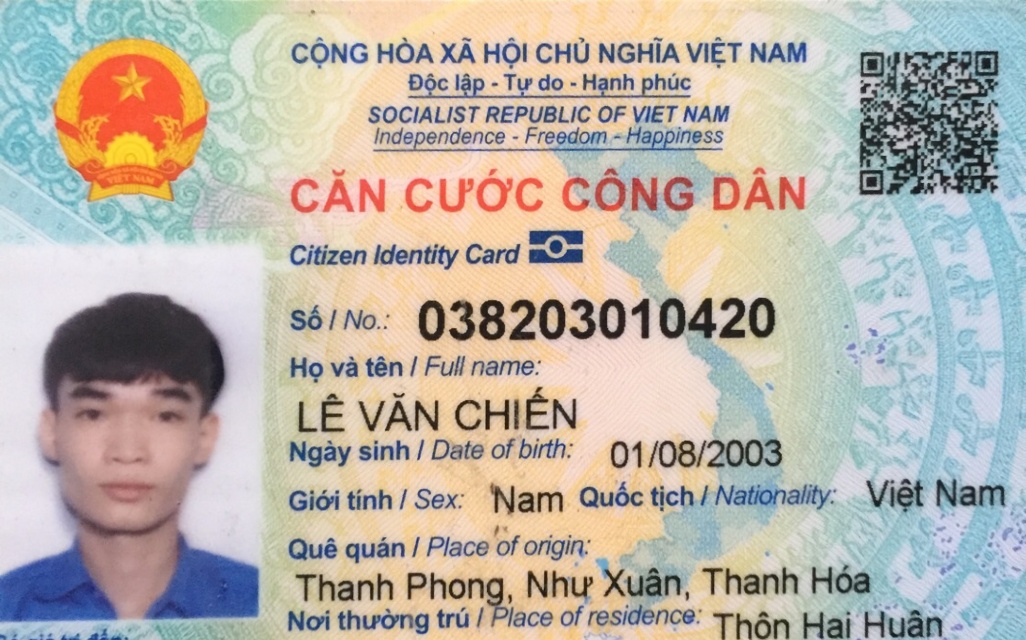 CỘNG HÒA XÃ HỘI CHỦ NGHĨA VIỆT NAM
Độc lập - Tự do - Hạnh phúc
SOCIALIST REPUBLIC OF VIET NAM
Independence - Freedom - Happiness
CĂN CƯỚC CÔNG DÂN
Citizen Identity Card
VIỆT NAM
Số / No.: 038203010420
Họ và tên / Full name:
LÊ VĂN CHIẾN
Ngày sinh / Date of birth: 01/08/2003
Giới tính / Sex: Nam Quốc tịch / Nationality: Việt Nam
Quê quán / Place of origin:
Thanh Phong, Như Xuân, Thanh Hóa
Nơi thường trú / Place of residence: Thôn Hai Huân